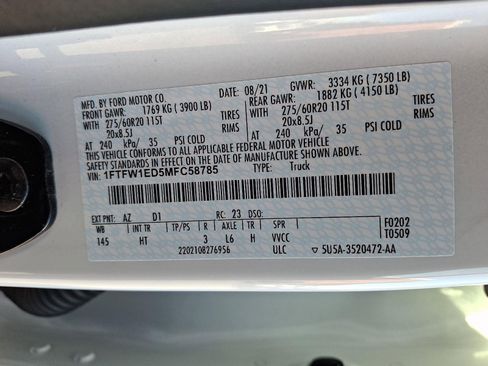 MFD. BY FORD MOTOR CO.
DATE: 08/21 GVWR: 3334 KG ( 7350 LB)
FRONT GAWR: 1769 KG ( 3900 LB) REAR GAWR: 1882 KG ( 4150 LB)
WITH 275/60R20 115T TIRES WITH 275/60R20 115T TIRES
20x8.5J RIMS 20x8.5J RIMS
AT 240 kPa/ 35 PSI COLD AT 240 kPa/ 35 PSI COLD
THIS VEHICLE CONFORMS TO ALL APPLICABLE FEDERAL MOTOR VEHICLE
SAFETY STANDARDS IN EFFECT ON THE DATE OF MANUFACTURE SHOWN ABOVE.
VIN: 1FTFW1ED5MFC58785 TYPE: Truck
EXT PNT: AZ D1 RC: 23 DSO:
WB INT TR TP/PS R AXLE TR SPR F0202
145 HT 3 L6 H VVCC T0509
2202108276956 ULC ▽ 5U5A-3520472-AA